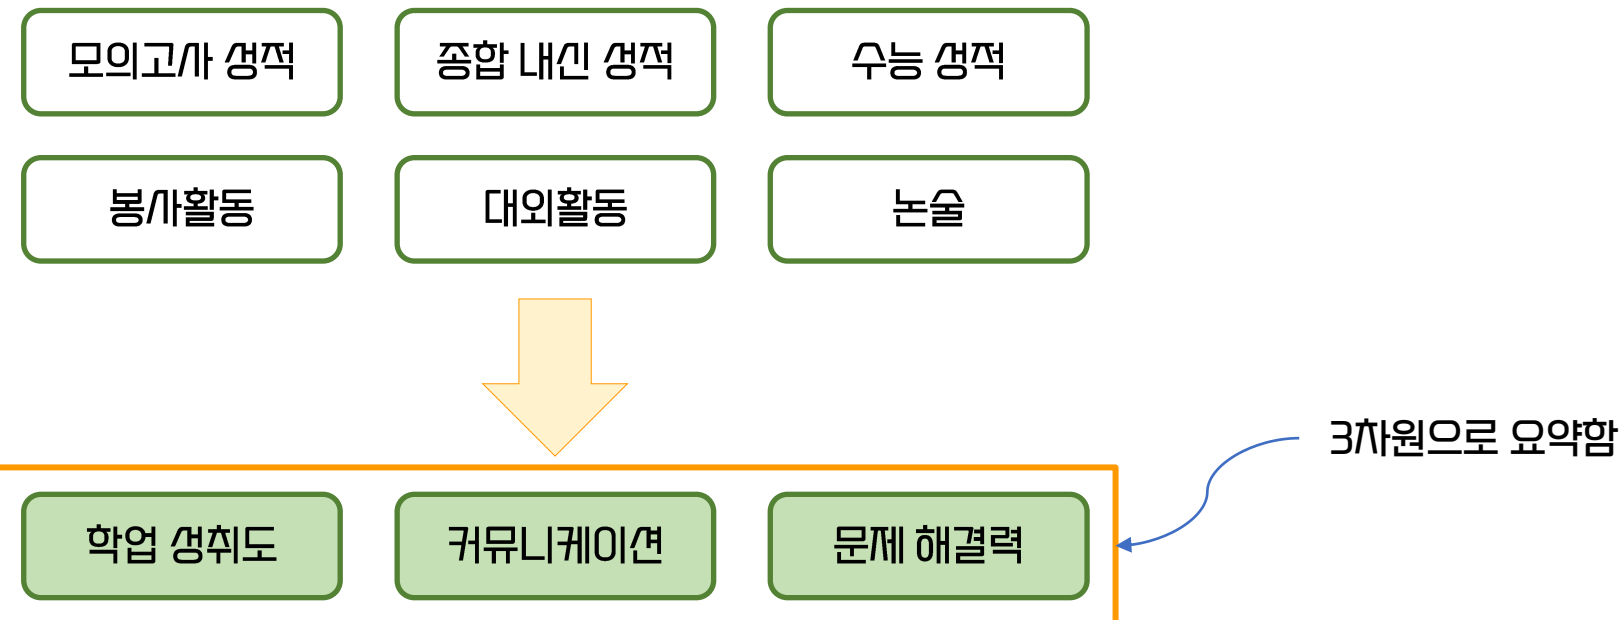 모의고사 성적
종합 내신 성적
수능 성적
봉사활동
대외활동
논술
3차원으로 요약함
학업 성취도
커뮤니케이션
문제 해결력